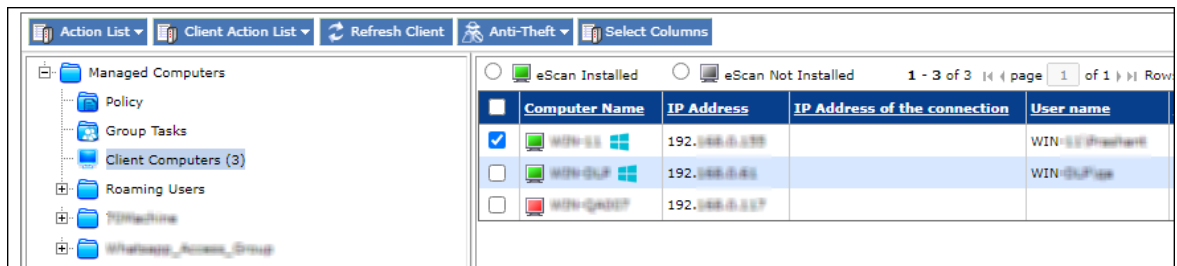 Action List Client Action List Refresh Client Anti-Theft Select Columns
Managed Computers
Policy
Group Tasks
Client Computers (3)
Roaming Users
eScan Installed eScan Not Installed 1 - 3 of 3 page 1 of 1 Row
Computer Name IP Address IP Address of the connection User name
192. WIN-
192. WIN
192.